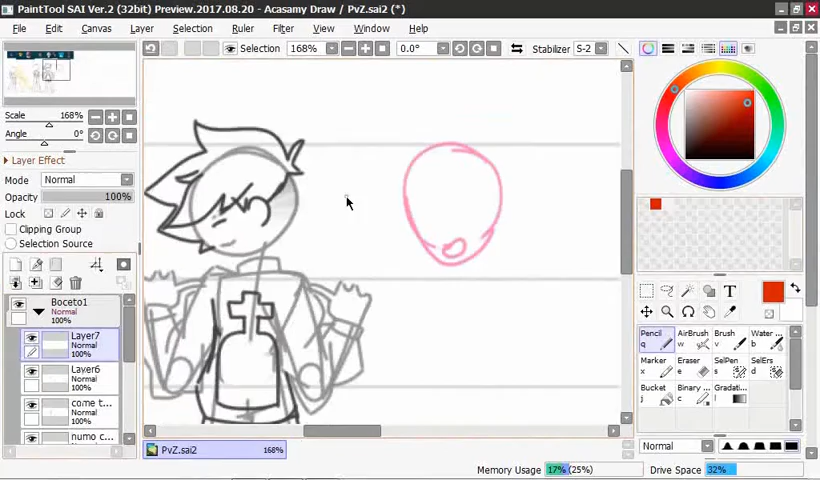 PaintTool SAI Ver.2 (32bit) Preview.2017.08.20 - Acasamy Draw / PvZ.sai2 (*)
File Edit Canvas Layer Selection Ruler Filter View Window Help
Selection 168% 0.0° Stabilizer S-2
Scale 168%
Angle 0°
Layer Effect
Mode Normal
Opacity 100%
Lock
Clipping Group
Selection Source
Boceto1
Normal
100%
Layer7
Normal
100%
Layer6
Normal
100%
come t...
Normal
100%
numo c...
Normal
T
Pencil q
AirBrush w
Brush v
Water ... b
Marker x
Eraser e
SelPen s
SelErs d
Bucket j
Binary ... k
Gradati... l
Normal
PvZ.sai2 168%
Memory Usage 17% (25%) Drive Space 32%